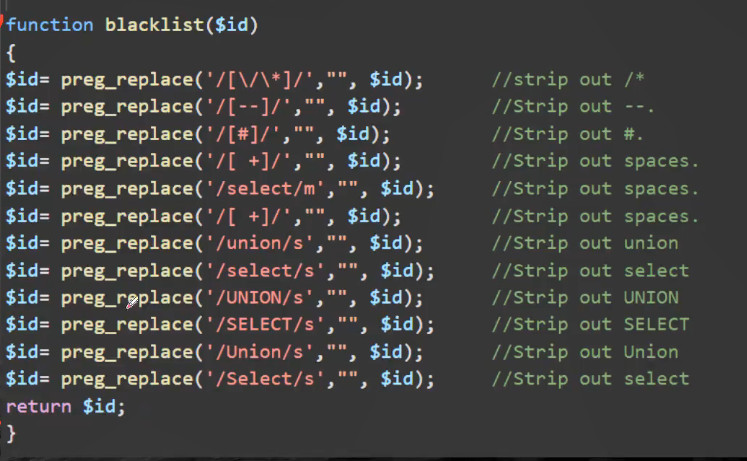 function blacklist($id)
{
$id= preg_replace('/[\/\*]/',"", $id); //strip out /*
$id= preg_replace('/[--]/',"", $id); //Strip out --.
$id= preg_replace('/[#]/',"", $id); //Strip out #.
$id= preg_replace('/[ +]/',"", $id); //Strip out spaces.
$id= preg_replace('/select/m',"", $id); //Strip out spaces.
$id= preg_replace('/[ +]/',"", $id); //Strip out spaces.
$id= preg_replace('/union/s',"", $id); //Strip out union
$id= preg_replace('/select/s',"", $id); //Strip out select
$id= preg_replace('/UNION/s',"", $id); //Strip out UNION
$id= preg_replace('/SELECT/s',"", $id); //Strip out SELECT
$id= preg_replace('/Union/s',"", $id); //Strip out Union
$id= preg_replace('/Select/s',"", $id); //Strip out select
return $id;
}